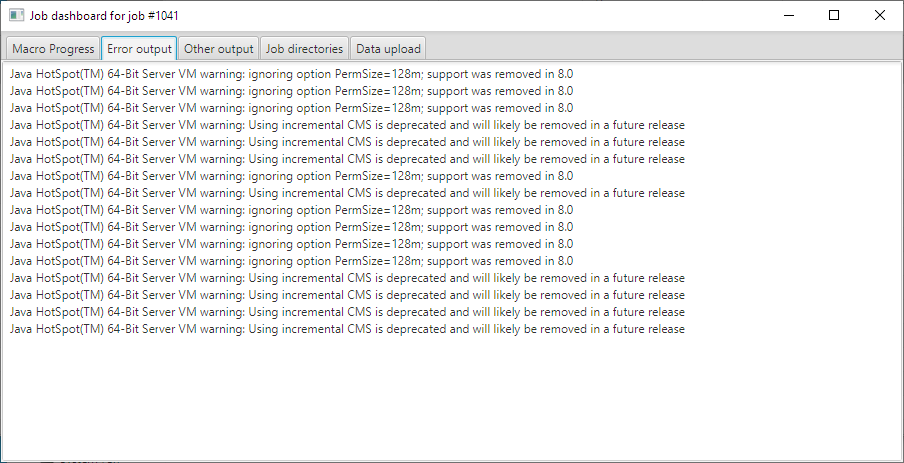 Job dashboard for job #1041
Macro Progress Error output Other output Job directories Data upload
Java HotSpot(TM) 64-Bit Server VM warning: ignoring option PermSize=128m; support was removed in 8.0
Java HotSpot(TM) 64-Bit Server VM warning: ignoring option PermSize=128m; support was removed in 8.0
Java HotSpot(TM) 64-Bit Server VM warning: ignoring option PermSize=128m; support was removed in 8.0
Java HotSpot(TM) 64-Bit Server VM warning: Using incremental CMS is deprecated and will likely be removed in a future release
Java HotSpot(TM) 64-Bit Server VM warning: Using incremental CMS is deprecated and will likely be removed in a future release
Java HotSpot(TM) 64-Bit Server VM warning: Using incremental CMS is deprecated and will likely be removed in a future release
Java HotSpot(TM) 64-Bit Server VM warning: ignoring option PermSize=128m; support was removed in 8.0
Java HotSpot(TM) 64-Bit Server VM warning: Using incremental CMS is deprecated and will likely be removed in a future release
Java HotSpot(TM) 64-Bit Server VM warning: ignoring option PermSize=128m; support was removed in 8.0
Java HotSpot(TM) 64-Bit Server VM warning: ignoring option PermSize=128m; support was removed in 8.0
Java HotSpot(TM) 64-Bit Server VM warning: ignoring option PermSize=128m; support was removed in 8.0
Java HotSpot(TM) 64-Bit Server VM warning: ignoring option PermSize=128m; support was removed in 8.0
Java HotSpot(TM) 64-Bit Server VM warning: Using incremental CMS is deprecated and will likely be removed in a future release
Java HotSpot(TM) 64-Bit Server VM warning: Using incremental CMS is deprecated and will likely be removed in a future release
Java HotSpot(TM) 64-Bit Server VM warning: Using incremental CMS is deprecated and will likely be removed in a future release
Java HotSpot(TM) 64-Bit Server VM warning: Using incremental CMS is deprecated and will likely be removed in a future release